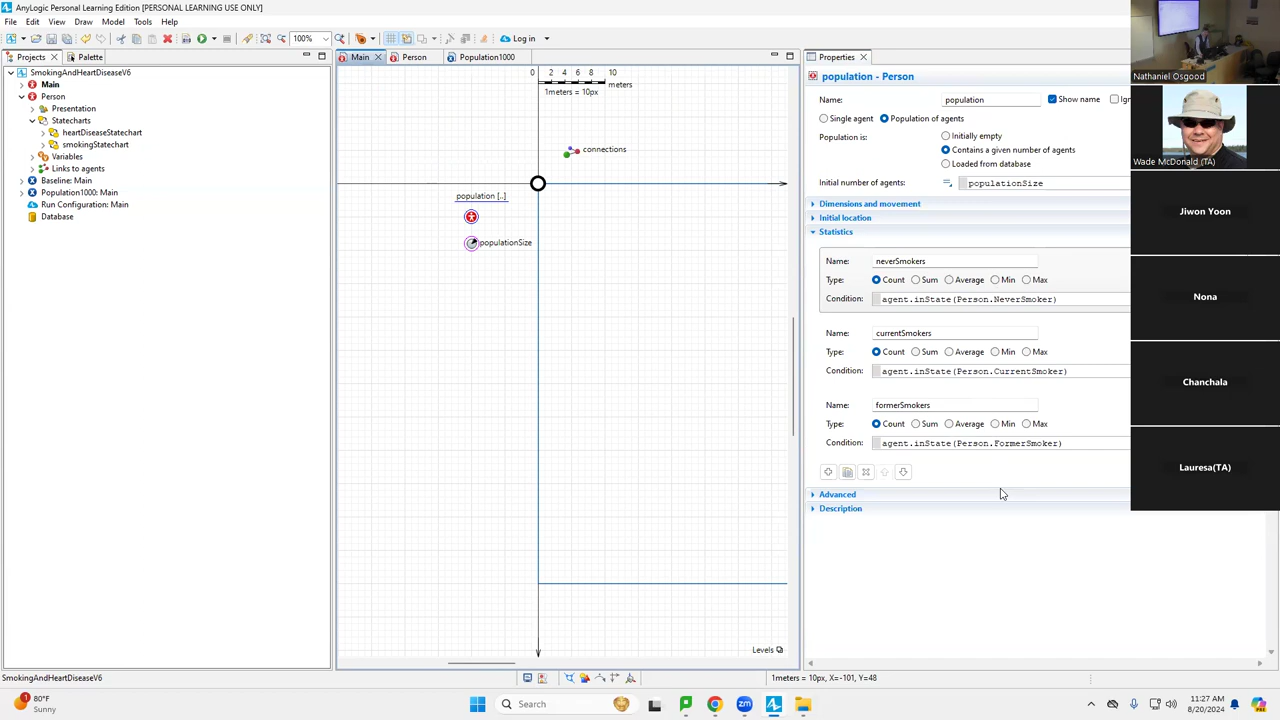 AnyLogic Personal Learning Edition [PERSONAL LEARNING USE ONLY]
File Edit View Draw Model Tools Help
100% Log in
Projects Palette
Main Person Population1000
Properties
SmokingAndHeartDiseaseV6
Main
Person
Presentation
Statecharts
heartDiseaseStatechart
smokingStatechart
Variables
Links to agents
Baseline: Main
Population1000: Main
Run Configuration: Main
Database
0 2 4 6 8 10
meters
1meters = 10px
connections
population [..]
populationSize
Levels
population - Person
Name: population Show name Ign
Single agent Population of agents
Population is: Initially empty
Contains a given number of agents
Loaded from database
Initial number of agents: populationSize
Dimensions and movement
Initial location
Statistics
Name: neverSmokers
Type: Count Sum Average Min Max
Condition: agent.inState(Person.NeverSmoker)
Name: currentSmokers
Type: Count Sum Average Min Max
Condition: agent.inState(Person.CurrentSmoker)
Name: formerSmokers
Type: Count Sum Average Min Max
Condition: agent.inState(Person.FormerSmoker)
Advanced
Description
Nathaniel Osgood
Wade McDonald (TA)
Jiwon Yoon
Nona
Chanchala
Lauresa(TA)
SmokingAndHeartDiseaseV6
1meters = 10px, X=-101, Y=48
80°F
Sunny
Search
11:27 AM
8/20/2024